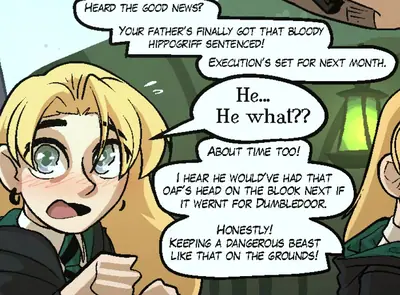 Heard the good news?
Your father's finally got that bloody
hippogriff sentenced!
Execution's set for next month.
He...
He what??
About time too!
I hear he would've had that
oaf's head on the blook next if
it wernt for Dumbledoor.
Honestly!
Keeping a dangerous beast
like that on the grounds!